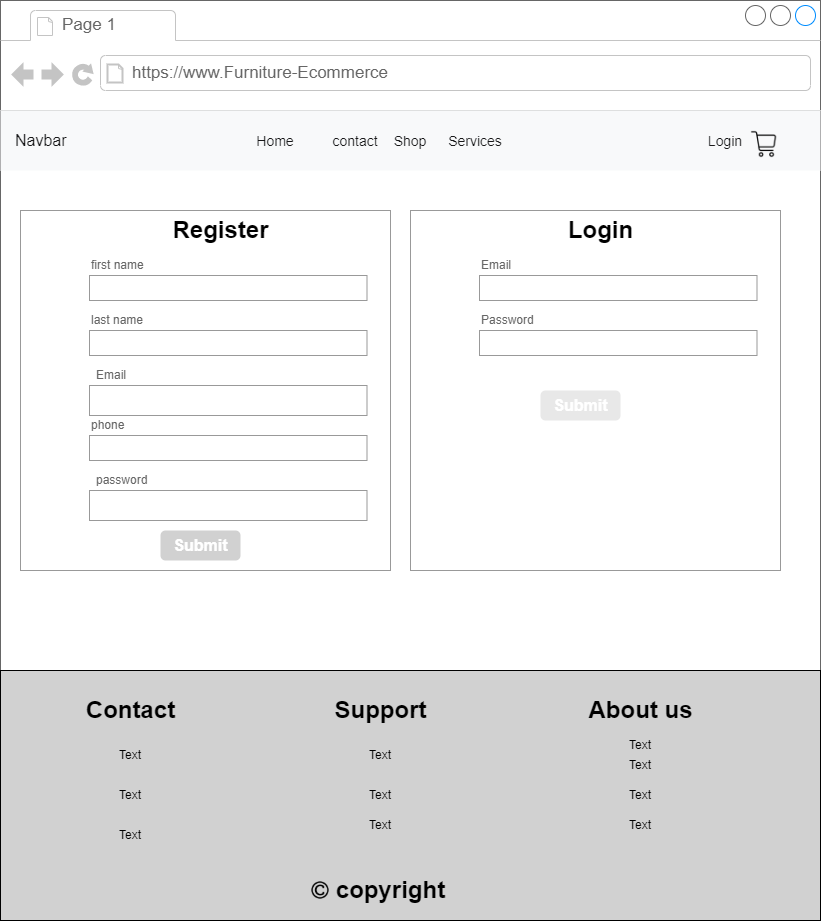 Page 1
https://www.Furniture-Ecommerce
Navbar Home contact Shop Services Login
Register
first name
last name
Email
phone
password
Submit
Login
Email
Password
Submit
Contact
Text
Text
Text
Support
Text
Text
Text
About us
Text
Text
Text
Text
© copyright